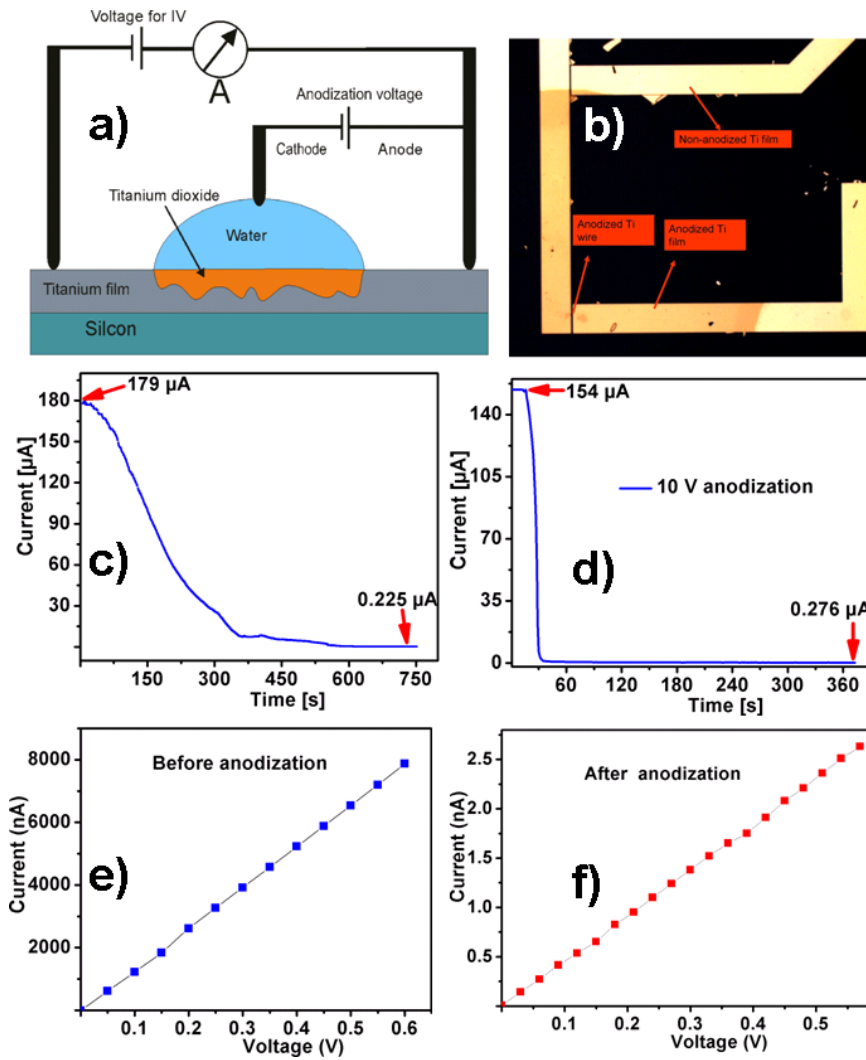 Voltage for IV
A
a)
Anodization voltage
Cathode
Anode
Titanium dioxide
Water
Titanium film
Silcon
b)
Non-anodized Ti film
Anodized Ti
wire
Anodized Ti
film
c)
179 µA
0.225 µA
Current [µA]
180
150
120
90
60
30
150 300 450 600 750
Time [s]
d)
154 µA
10 V anodization
0.276 µA
Current [µA]
150
105
60
15
0
60 120 180 240 300 360
Time [s]
e)
Before anodization
Current (nA)
8000
6000
4000
2000
0.1 0.2 0.3 0.4 0.5 0.6
Voltage (V)
f)
After anodization
Current (nA)
2.5
2.0
1.5
1.0
0.5
0.1 0.2 0.3 0.4 0.5
Voltage (V)